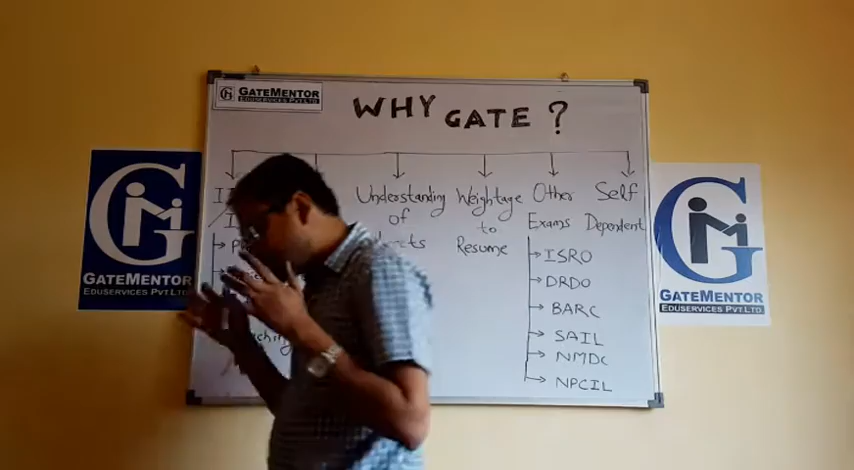 GATEMENTOR
EDUSERVICES PVT LTD
WHY GATE ?
Understanding
of
Weightage
to
Resume
Other
Exams
→ISRO
→DRDO
→BARC
→SAIL
→NMDC
→NPCIL
Self
Dependent
GATEMENTOR
EDUSERVICES PVT LTD
GATEMENTOR
EDUSERVICES PVT LTD